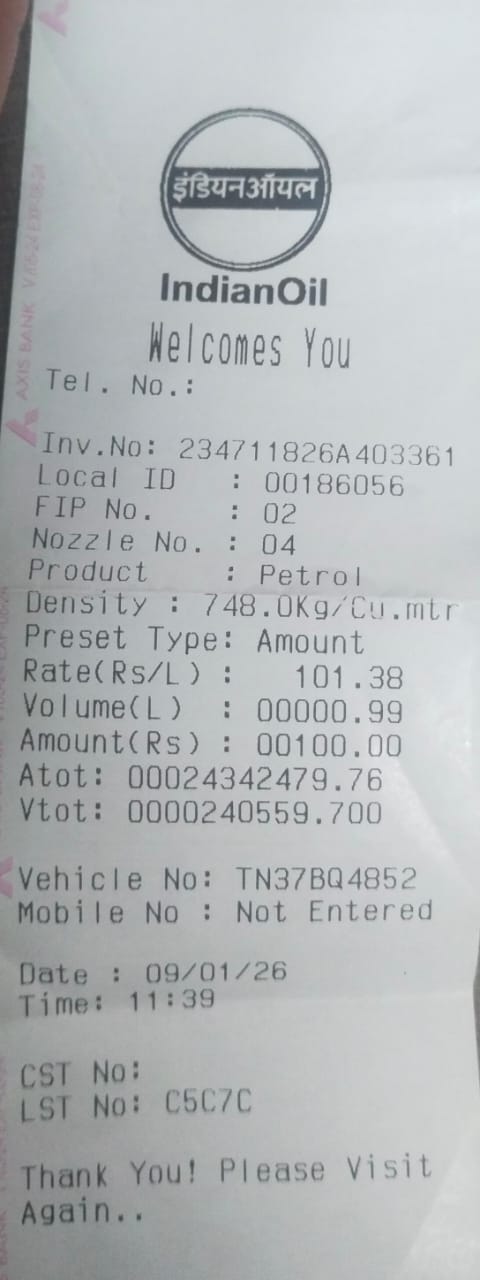 इंडियनऑयल
IndianOil
Welcomes You
Tel. No.:
Inv.No: 234711826A403361
Local ID : 00186056
FIP No. : 02
Nozzle No. : 04
Product : Petrol
Density : 748.0Kg/Cu.mtr
Preset Type: Amount
Rate(Rs/L) : 101.38
Volume(L) : 00000.99
Amount(Rs) : 00100.00
Atot: 00024342479.76
Vtot: 0000240559.700
Vehicle No: TN37BQ4852
Mobile No : Not Entered
Date : 09/01/26
Time: 11:39
CST No:
LST No: C5C7C
Thank You! Please Visit
Again..
AXIS BANK